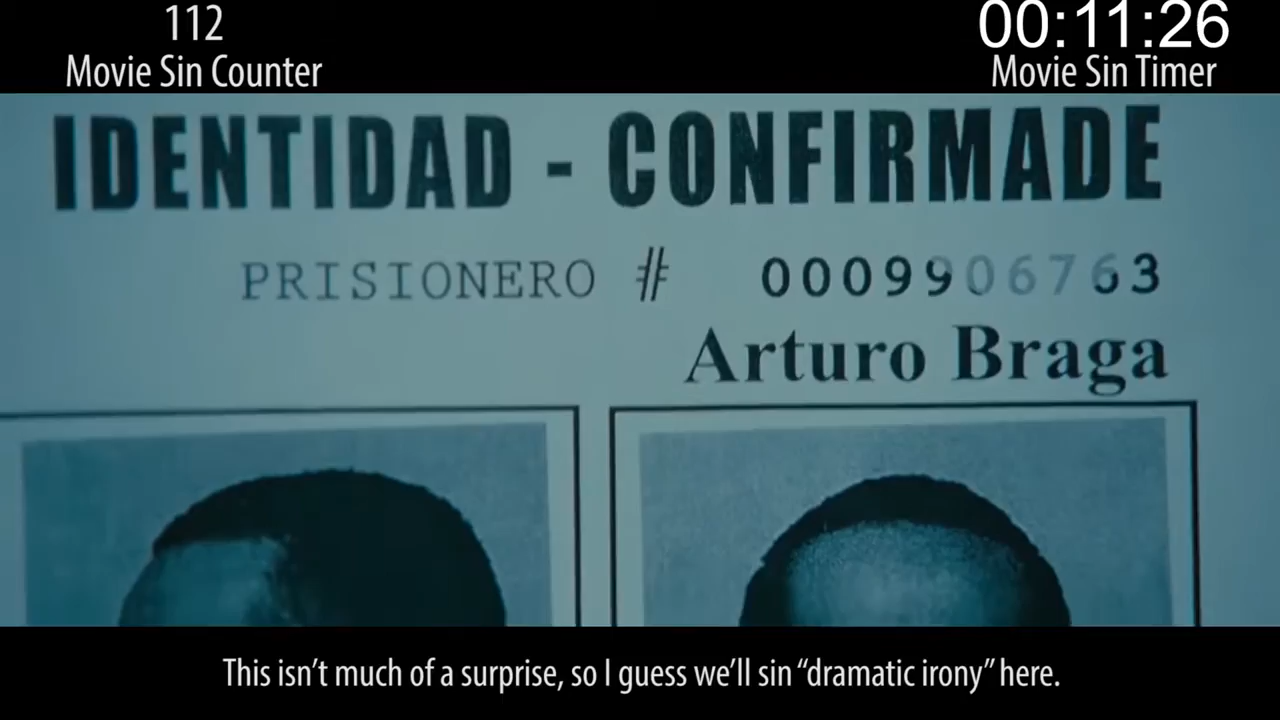 112
Movie Sin Counter
00:11:26
Movie Sin Timer
IDENTIDAD - CONFIRMADE
PRISIONERO # 0009906763
Arturo Braga
This isn't much of a surprise, so I guess we'll sin “dramatic irony” here.